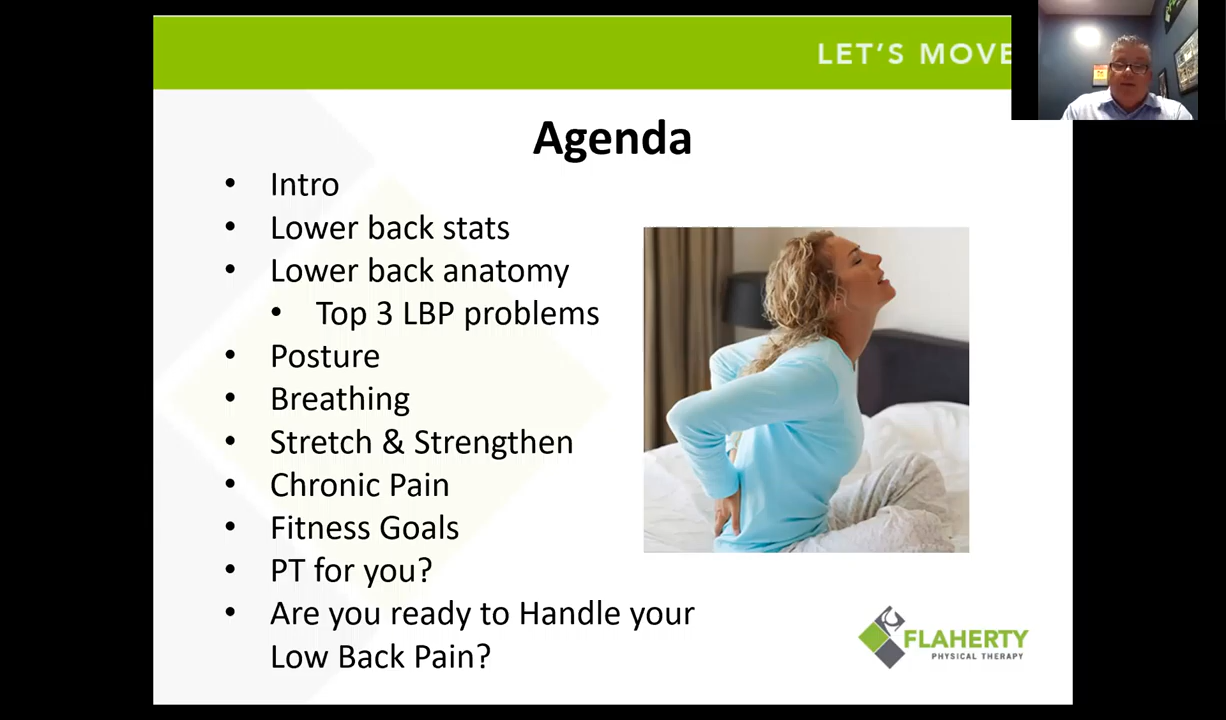 LET'S MOVE
Agenda
• Intro
• Lower back stats
• Lower back anatomy
• Top 3 LBP problems
• Posture
• Breathing
• Stretch & Strengthen
• Chronic Pain
• Fitness Goals
• PT for you?
• Are you ready to Handle your
Low Back Pain?
FLAHERTY
PHYSICAL THERAPY